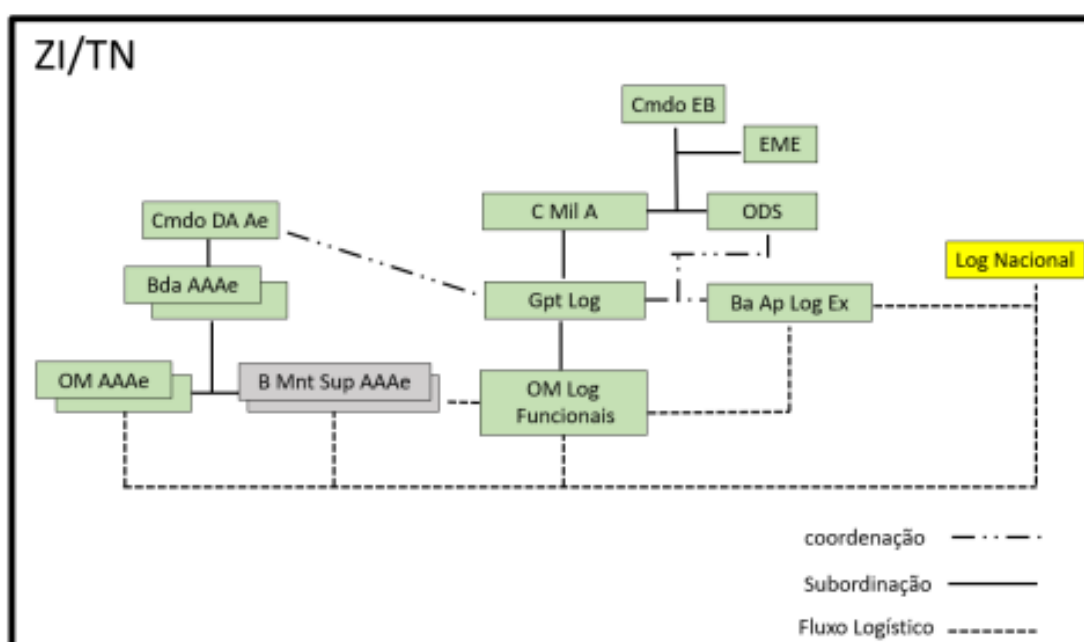 ZI/TN
Cmdo EB
EME
C Mil A
ODS
Cmdo DA Ae
Log Nacional
Bda AAAe
Gpt Log
Ba Ap Log Ex
OM AAAe
B Mnt Sup AAAe
OM Log
Funcionais
coordenação
Subordinação
Fluxo Logístico